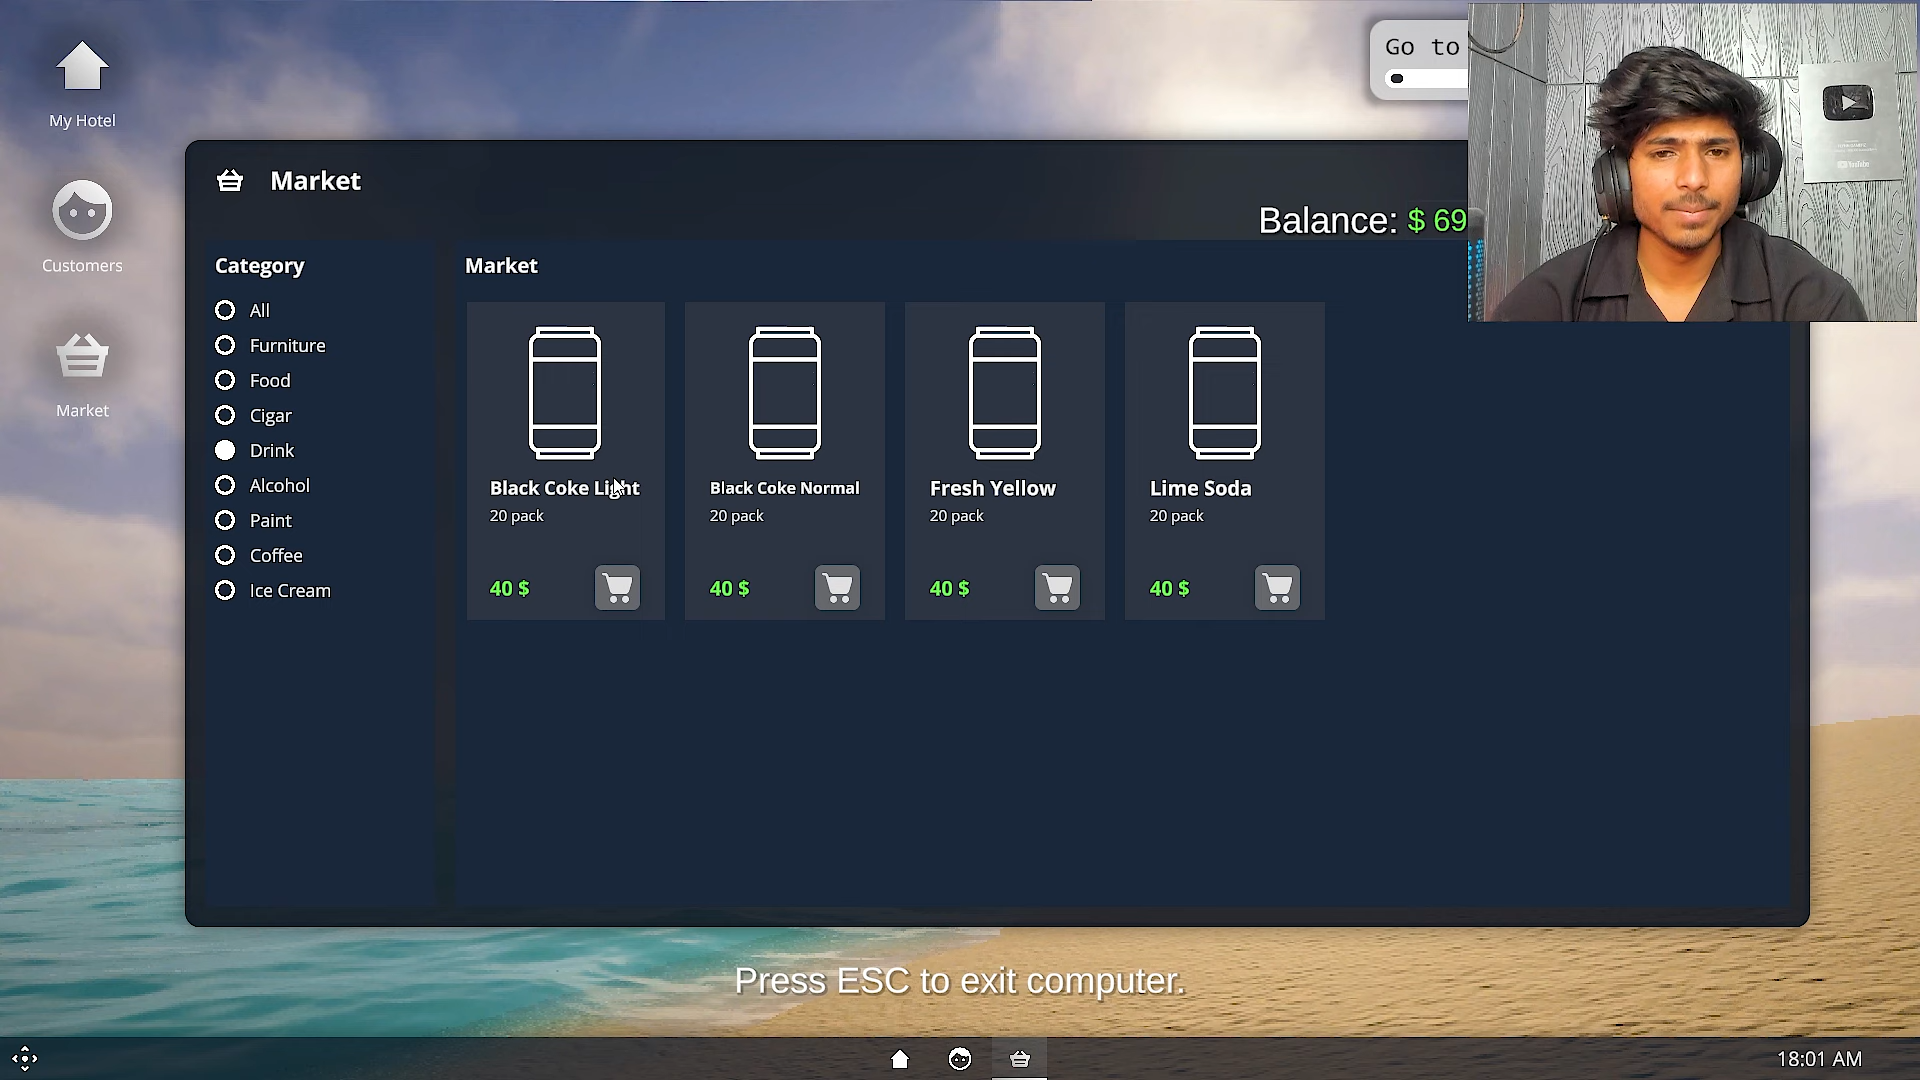 My Hotel
Customers
Market
Go to
Market
Balance: $ 69
Category
All
Furniture
Food
Cigar
Drink
Alcohol
Paint
Coffee
Ice Cream
Market
Black Coke Light
20 pack
40 $
Black Coke Normal
20 pack
40 $
Fresh Yellow
20 pack
40 $
Lime Soda
20 pack
40 $
YouTube
Press ESC to exit computer.
18:01 AM